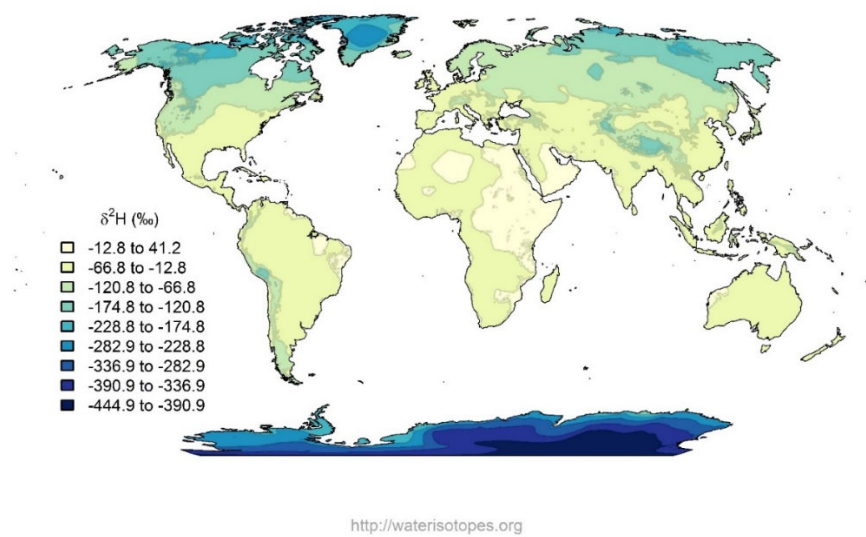 δ²H (‰)
-12.8 to 41.2
-66.8 to -12.8
-120.8 to -66.8
-174.8 to -120.8
-228.8 to -174.8
-282.9 to -228.8
-336.9 to -282.9
-390.9 to -336.9
-444.9 to -390.9
http://waterisotopes.org